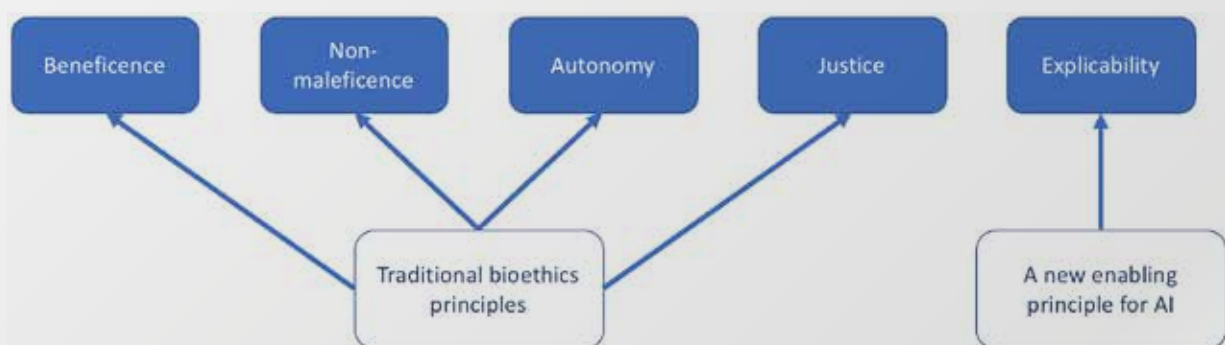 Beneficence
Non-
maleficence
Autonomy
Justice
Explicability
Traditional bioethics
principles
A new enabling
principle for AI